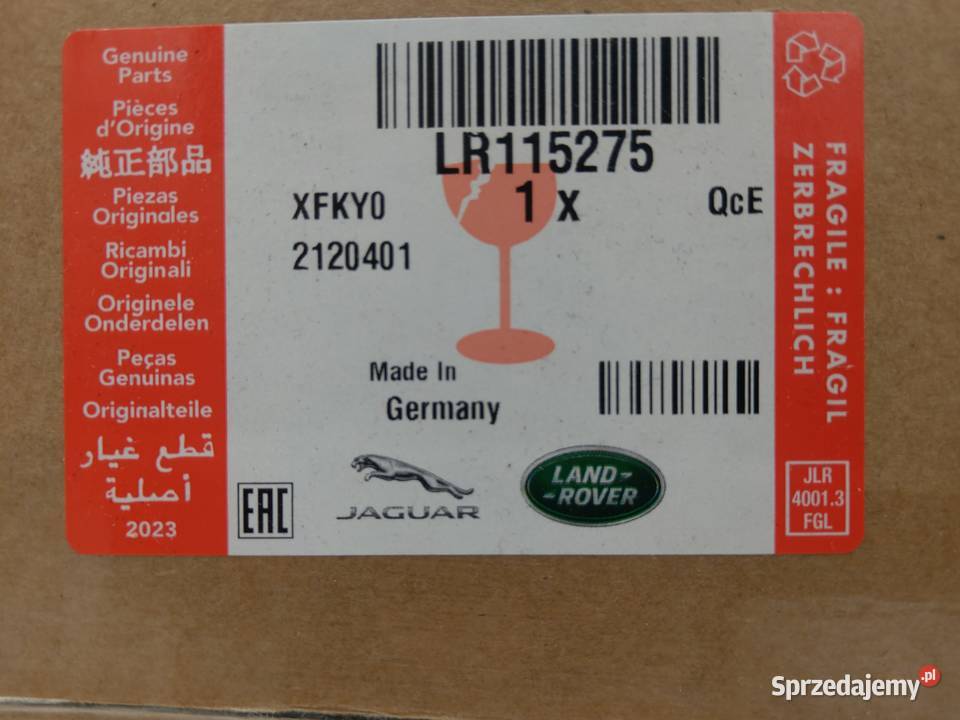 Genuine
Parts
Pièces
d'Origine
純正部品
Piezas
Originales
Ricambi
Originali
Originele
Onderdelen
Peças
Genuinas
Originalteile
قطع غيار
أصلية
2023
LR115275
XFKY0
1 x
QcE
2120401
Made In
Germany
EAC
JAGUAR
LAND-
-ROVER
FRAGILE : FRÁGIL
ZERBRECHLICH
JLR
4001.3
FGL
Sprzedajemy.pl